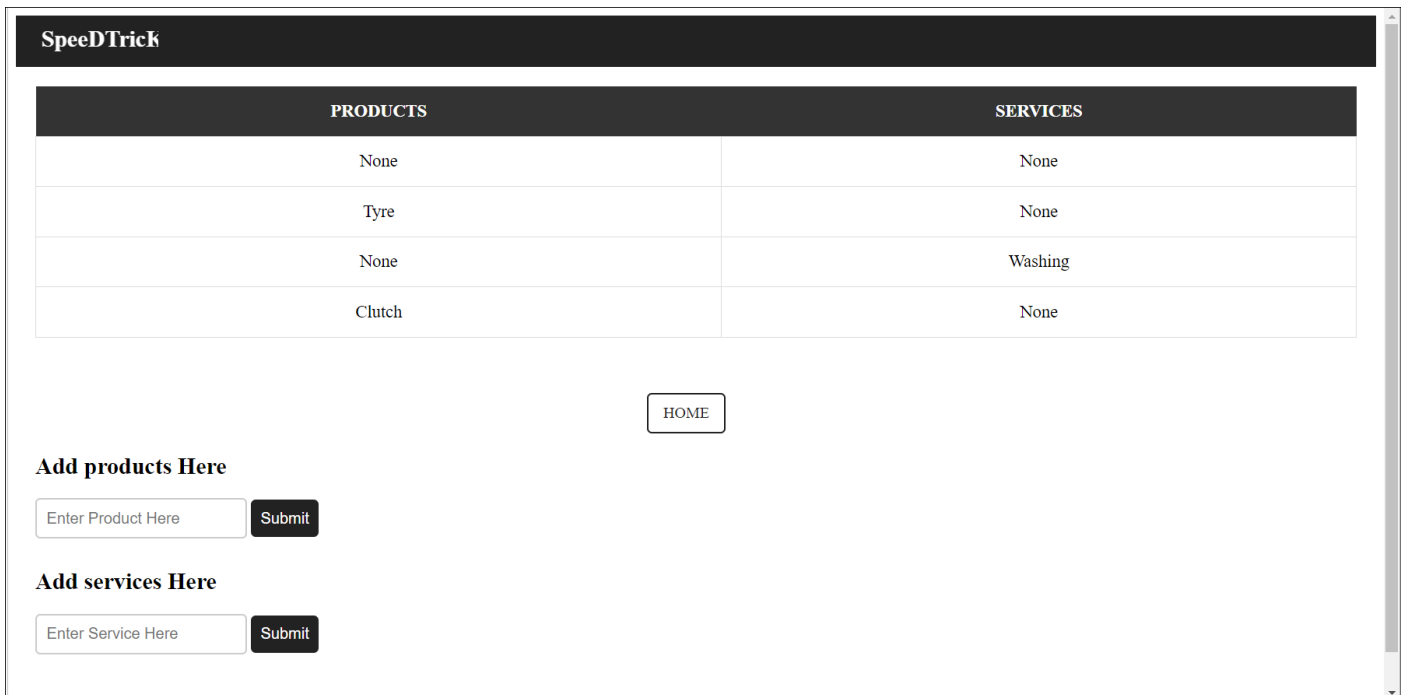 SpeeDTricK
PRODUCTS SERVICES
None None
Tyre None
None Washing
Clutch None
HOME
Add products Here
Enter Product Here Submit
Add services Here
Enter Service Here Submit